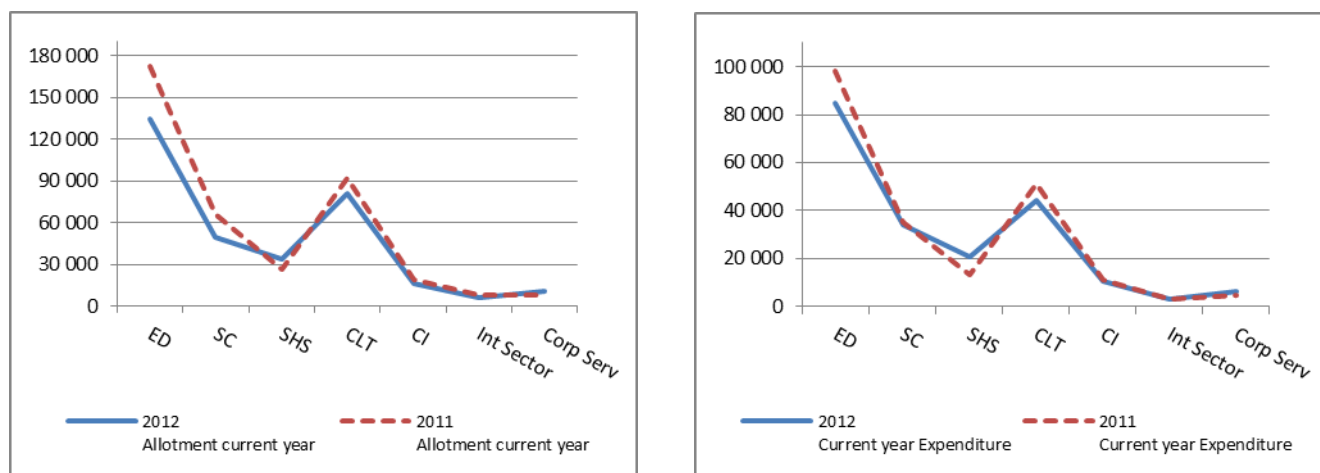 180 000
150 000
120 000
90 000
60 000
30 000
0
ED
SC
SHS
CLT
CI
Int Sector
Corp Serv
2012
Allotment current year
2011
Allotment current year
100 000
80 000
60 000
40 000
20 000
0
ED
SC
SHS
CLT
CI
Int Sector
Corp Serv
2012
Current year Expenditure
2011
Current year Expenditure